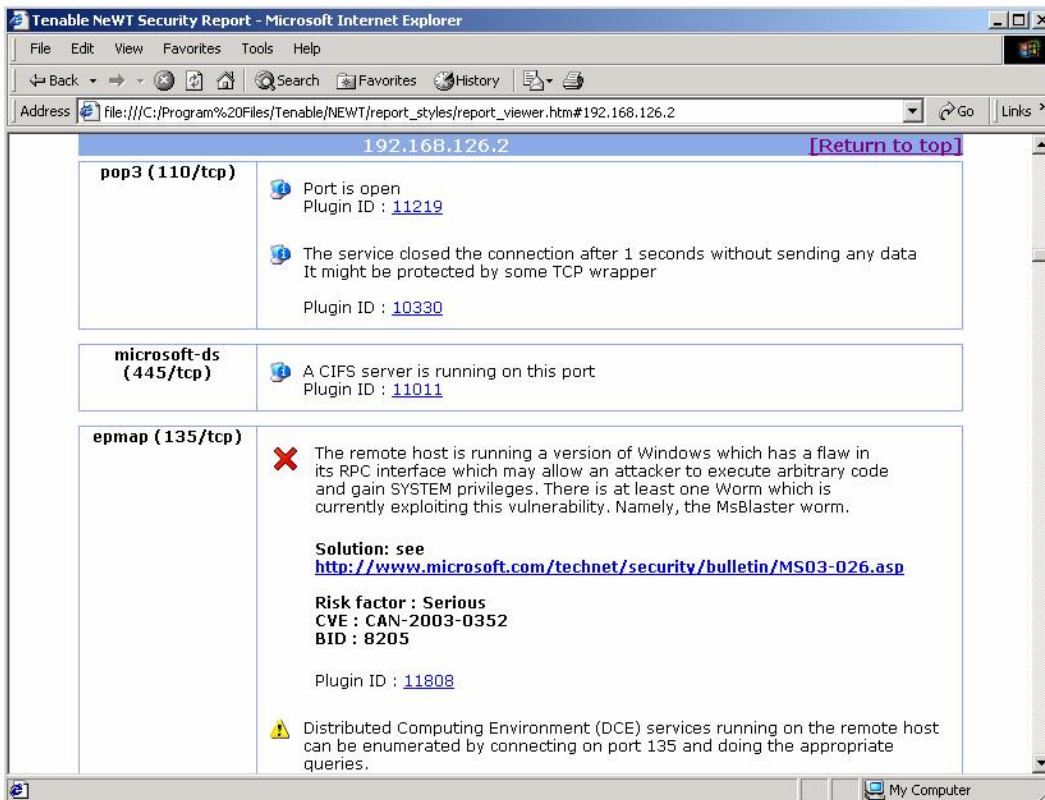 Tenable NeWT Security Report - Microsoft Internet Explorer
File Edit View Favorites Tools Help
Back Search Favorites History
Address file:///C:/Program%20Files/Tenable/NEWT/report_styles/report_viewer.htm#192.168.126.2 Go Links »
192.168.126.2 [Return to top]
pop3 (110/tcp)
Port is open
Plugin ID : 11219
The service closed the connection after 1 seconds without sending any data
It might be protected by some TCP wrapper
Plugin ID : 10330
microsoft-ds
(445/tcp)
A CIFS server is running on this port
Plugin ID : 11011
epmap (135/tcp)
The remote host is running a version of Windows which has a flaw in
its RPC interface which may allow an attacker to execute arbitrary code
and gain SYSTEM privileges. There is at least one Worm which is
currently exploiting this vulnerability. Namely, the MsBlaster worm.
Solution: see
http://www.microsoft.com/technet/security/bulletin/MS03-026.asp
Risk factor : Serious
CVE : CAN-2003-0352
BID : 8205
Plugin ID : 11808
Distributed Computing Environment (DCE) services running on the remote host
can be enumerated by connecting on port 135 and doing the appropriate
queries.
My Computer